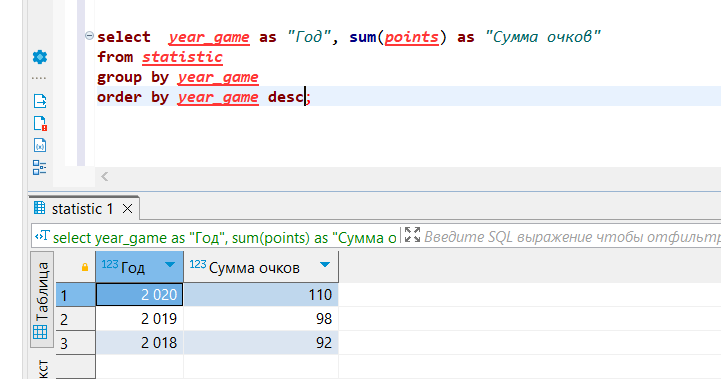 select year_game as "Год", sum(points) as "Сумма очков"
from statistic
group by year_game
order by year_game desc;
statistic 1
select year_game as "Год", sum(points) as "Сумма о
Введите SQL выражение чтобы отфильтр
Таблица
123 Год
123 Сумма очков
1 2 020 110
2 2 019 98
3 2 018 92
кст